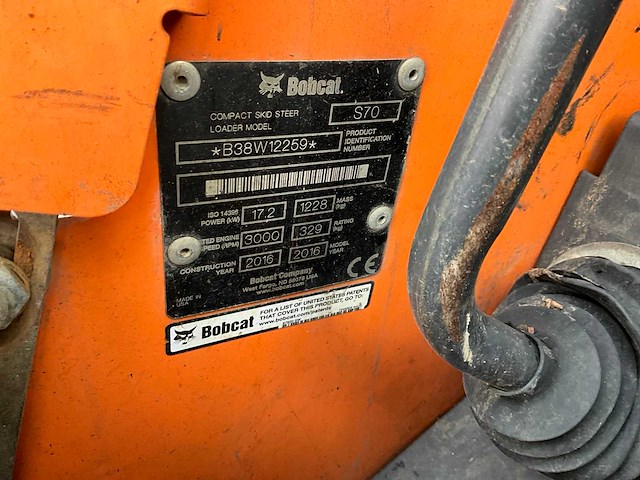 Bobcat.
COMPACT SKID STEER
LOADER MODEL
S70
*B38W12259*
PRODUCT
IDENTIFICATION
NUMBER
ISO 14396
POWER (kW)
17.2
1228
MASS
(kg)
RATED ENGINE
SPEED (RPM)
3000
329
RATING
(kg)
CONSTRUCTION
YEAR
2016
2016
MODEL
YEAR
MADE IN
USA
Bobcat Company
West Fargo, ND 58078 USA
www.bobcat.com
CE
Bobcat
FOR A LIST OF UNITED STATES PATENTS
THAT COVER THIS PRODUCT, GO TO:
www.bobcat.com/patents